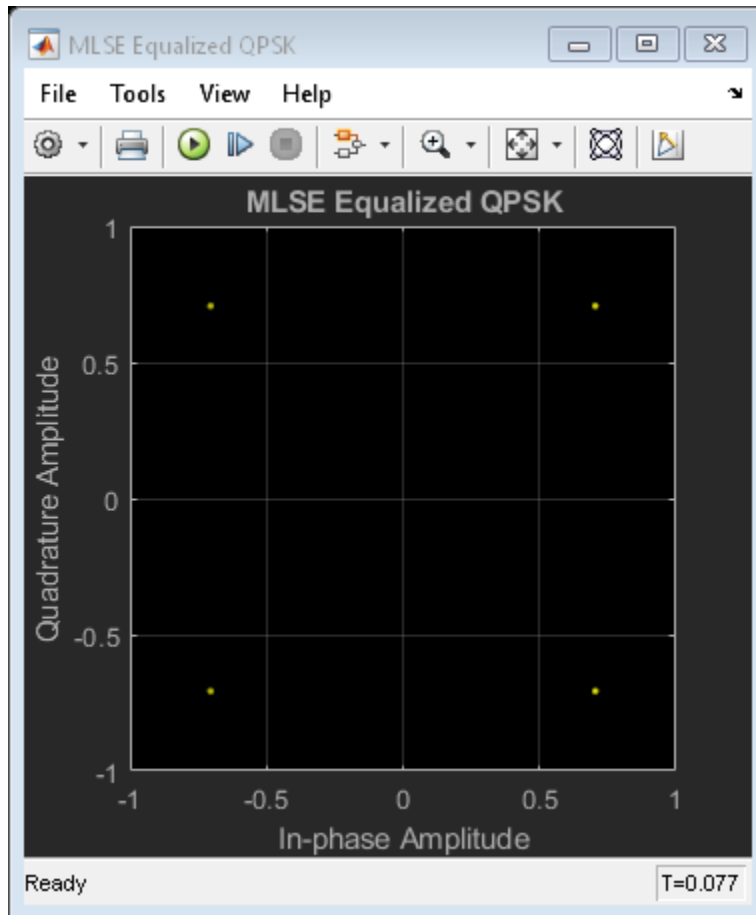 MLSE Equalized QPSK
File Tools View Help
MLSE Equalized QPSK
1
0.5
0
-0.5
-1
Quadrature Amplitude
-1 -0.5 0 0.5 1
In-phase Amplitude
Ready T=0.077